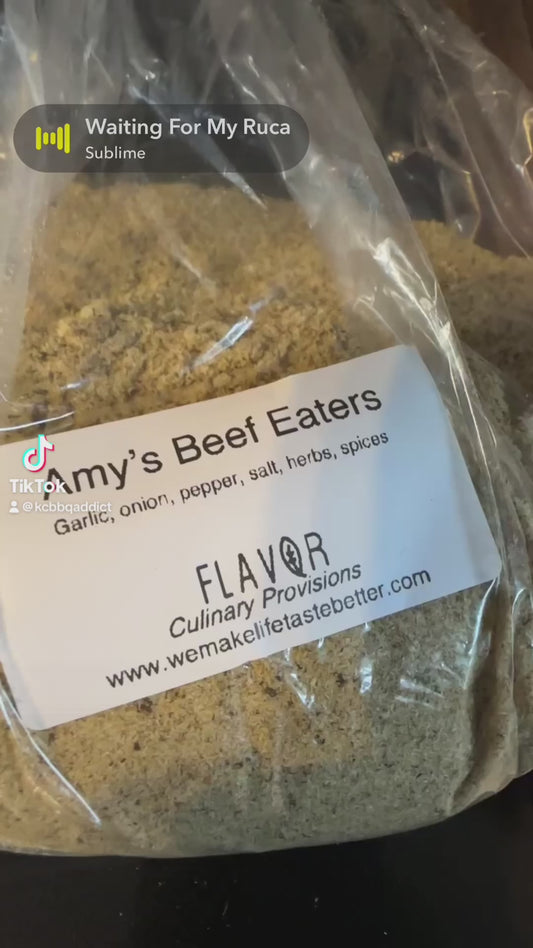 Waiting For My Ruca
Sublime
Amy's Beef Eaters
Garlic, onion, pepper, salt, herbs, spices
TikTok
@kcbbqaddict
FLAVOR
Culinary Provisions
www.wemakelifetastebetter.com